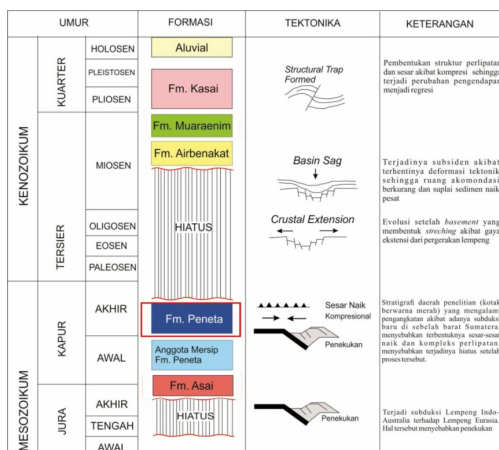 UMUR
FORMASI
TEKTONIKA
KETERANGAN
KENOZOIKUM
KUARTER
HOLOSEN
PLEISTOSEN
PLIOSEN
TERSIER
MIOSEN
OLIGOSEN
EOSEN
PALEOSEN
MESOZOIKUM
KAPUR
AKHIR
AWAL
JURA
AKHIR
TENGAH
AWAL
Aluvial
Fm. Kasai
Fm. Muaraenim
Fm. Airbenakat
HIATUS
Fm. Peneta
Anggota Mersip
Fm. Peneta
Fm. Asai
HIATUS
Structural Trap
Formed
Basin Sag
Crustal Extension
Sesar Naik
Kompresional
Penekukan
Penekukan
Pembentukan struktur perlipatan
dan sesar akibat kompresi sehingga
terjadi perubahan pengendapan
menjadi regresi
Terjadinya subsiden akibat
terhentinya deformasi tektonik
sehingga ruang akomondasi
berkurang dan suplai sedimen naik
pesat
Evolusi setelah basement yang
membentuk streching akibat gaya
ekstensi dari pergerakan lempeng
Stratigrafi daerah penelitian (kotak
berwarna merah) yang mengalami
pengangkatan akibat adanya subduksi
baru di sebelah barat Sumatera
menyebabkan terbentuknya sesar-sesar
naik dan kompleks perlipatan,
menyebabkan terjadinya hiatus setelah
proses tersebut.
Terjadi subduksi Lempeng Indo-
Australia terhadap Lempeng Eurasia.
Hal tersebut menyebabkan penekukan